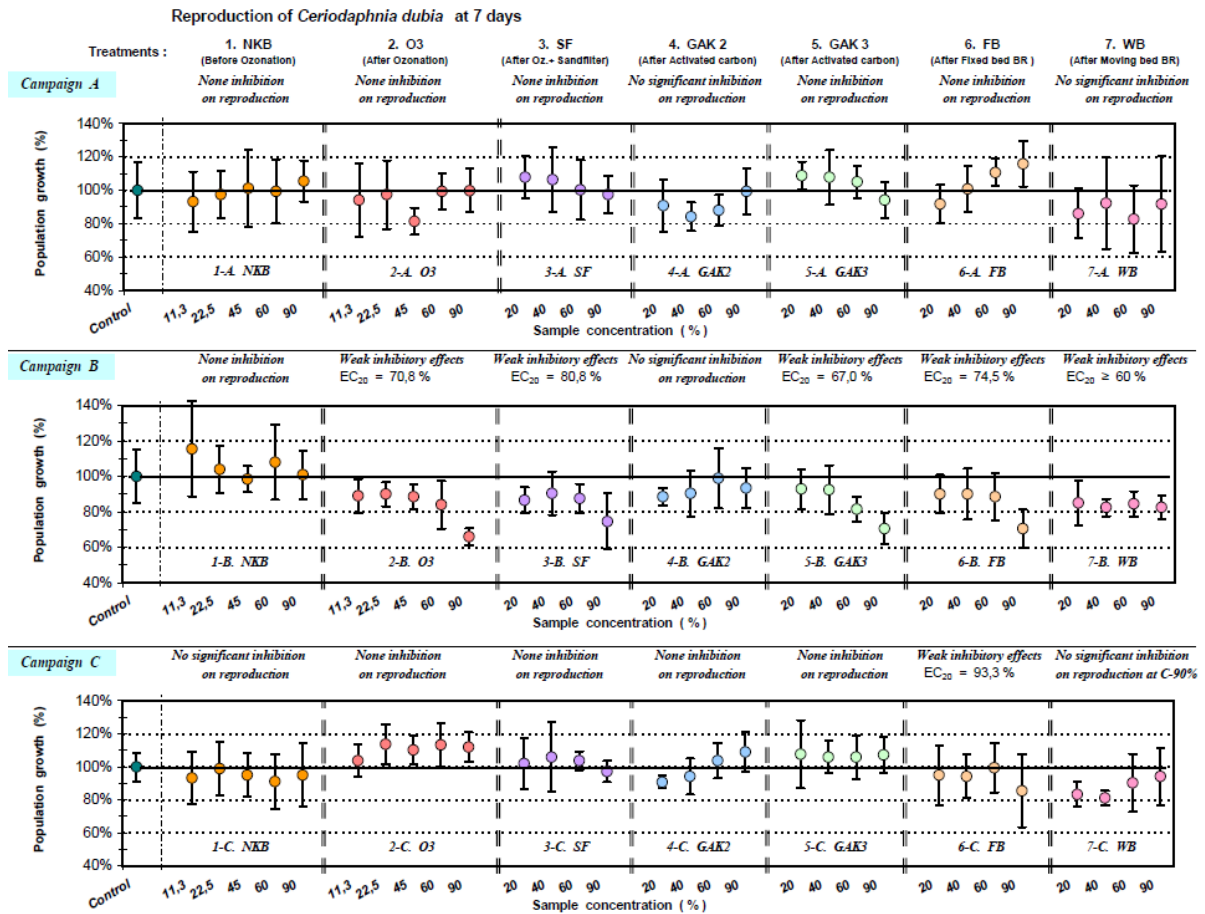 Reproduction of Ceriodaphnia dubia at 7 days
Treatments : 1. NKB 2. O3 3. SF 4. GAK 2 5. GAK 3 6. FB 7. WB
(Before Ozonation) (After Ozonation) (After Oz.+ Sandfilter) (After Activated carbon) (After Activated carbon) (After Fixed bed BR ) (After Moving bed BR)
Campaign A None inhibition None inhibition None inhibition No significant inhibition None inhibition None inhibition No significant inhibition
on reproduction on reproduction on reproduction on reproduction on reproduction on reproduction on reproduction
Population growth (%)
140%
120%
100%
80%
60%
40%
1-A. NKB 2-A. O3 3-A. SF 4-A. GAK2 5-A. GAK3 6-A. FB 7-A. WB
Control 11,3 22,5 45 60 90 11,3 22,5 45 60 90 20 40 60 90 20 40 60 90 20 40 60 90 20 40 60 90 20 40 60 90
Sample concentration ( % )
Campaign B None inhibition Weak inhibitory effects Weak inhibitory effects No significant inhibition Weak inhibitory effects Weak inhibitory effects Weak inhibitory effects
on reproduction EC20 = 70,8 % EC20 = 80,8 % on reproduction EC20 = 67,0 % EC20 = 74,5 % EC20 ≥ 60 %
Population growth (%)
140%
120%
100%
80%
60%
40%
1-B. NKB 2-B. O3 3-B. SF 4-B. GAK2 5-B. GAK3 6-B. FB 7-B. WB
Control 11,3 22,5 45 60 90 11,3 22,5 45 60 90 20 40 60 90 20 40 60 90 20 40 60 90 20 40 60 90 20 40 60 90
Sample concentration ( % )
Campaign C No significant inhibition None inhibition None inhibition None inhibition None inhibition Weak inhibitory effects No significant inhibition
on reproduction on reproduction on reproduction on reproduction on reproduction EC20 = 93,3 % on reproduction at C-90%
Population growth (%)
140%
120%
100%
80%
60%
40%
1-C. NKB 2-C. O3 3-C. SF 4-C. GAK2 5-C. GAK3 6-C. FB 7-C. WB
Control 11,3 22,5 45 60 90 11,3 22,5 45 60 90 20 40 60 90 20 40 60 90 20 40 60 90 20 40 60 90 20 40 60 90
Sample concentration ( % )